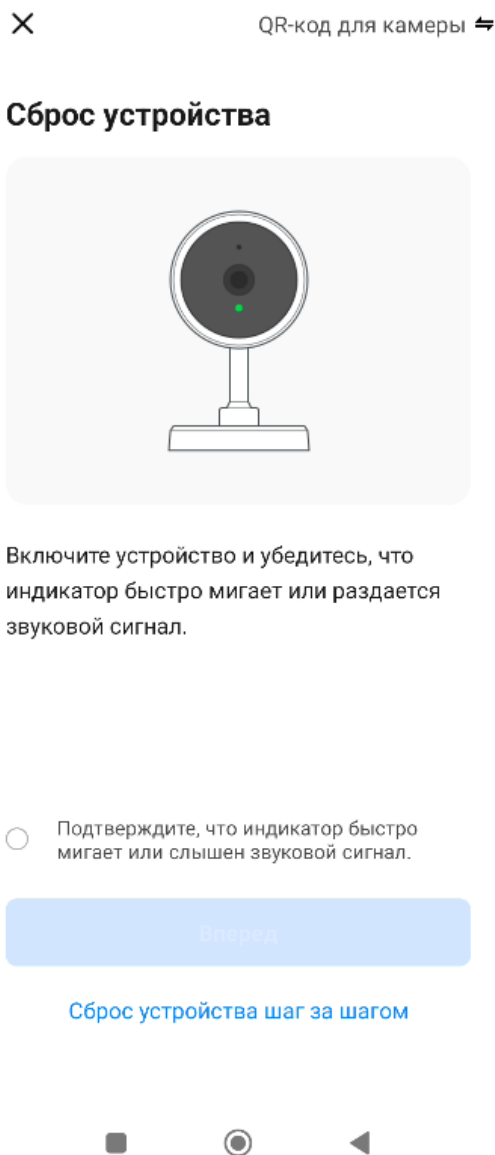 QR-код для камеры
Сброс устройства
Включите устройство и убедитесь, что
индикатор быстро мигает или раздается
звуковой сигнал.
Подтверждите, что индикатор быстро
мигает или слышен звуковой сигнал.
Вперед
Сброс устройства шаг за шагом